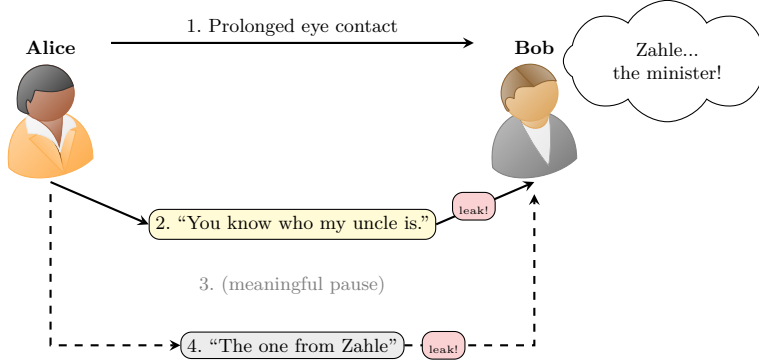 1. Prolonged eye contact
Alice
Bob
Zahle...
the minister!
2. “You know who my uncle is.”
leak!
3. (meaningful pause)
4. “The one from Zahle”
leak!